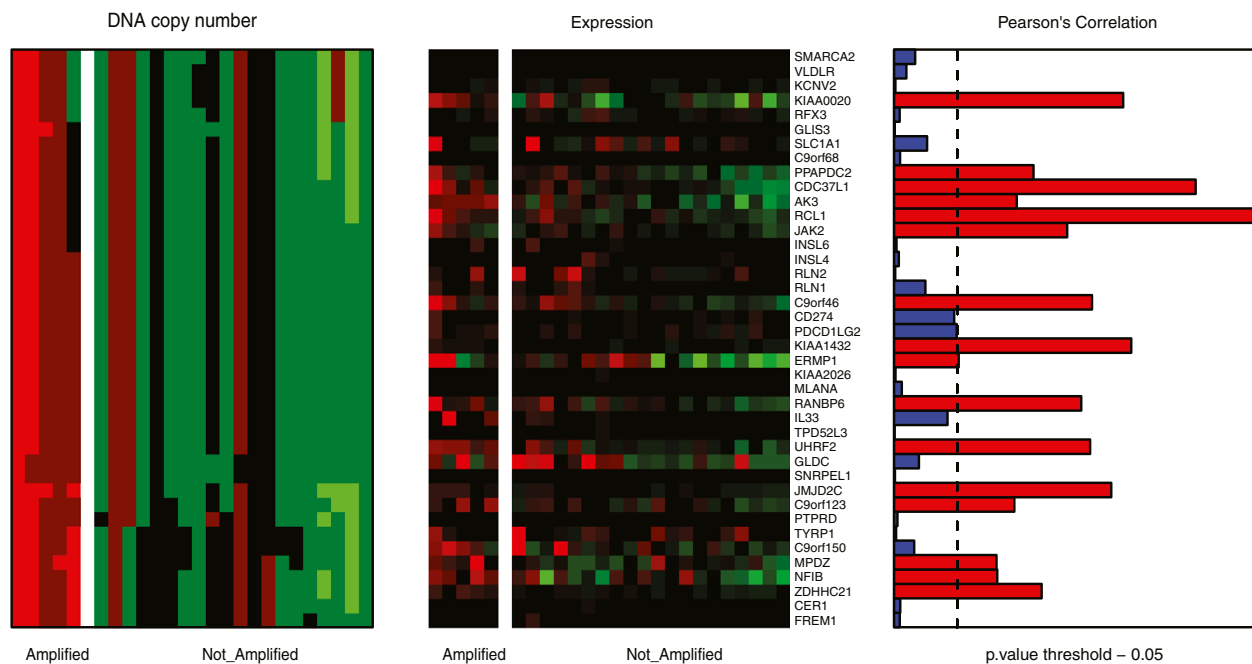 DNA copy number
Expression
Pearson's Correlation
SMARCA2
VLDLR
KCNV2
KIAA0020
RFX3
GLIS3
SLC1A1
C9orf68
PPAPDC2
CDC37L1
AK3
RCL1
JAK2
INSL6
INSL4
RLN2
RLN1
C9orf46
CD274
PDCD1LG2
KIAA1432
ERMP1
KIAA2026
MLANA
RANBP6
IL33
TPD52L3
UHRF2
GLDC
SNRPEL1
JMJD2C
C9orf123
PTPRD
TYRP1
C9orf150
MPDZ
NFIB
ZDHHC21
CER1
FREM1
Amplified
Not_Amplified
Amplified
Not_Amplified
p.value threshold − 0.05